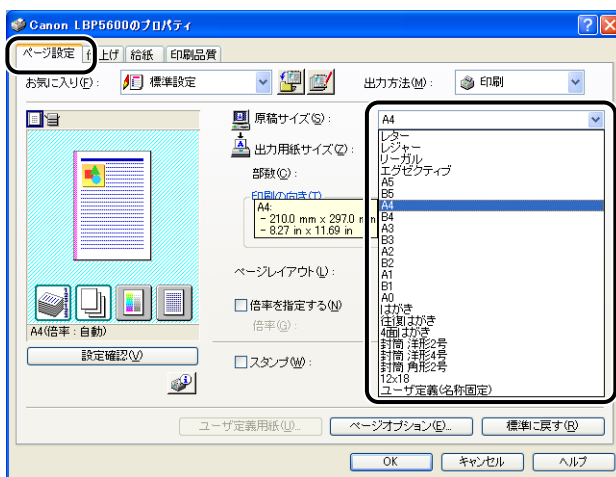 Canon LBP5600のプロパティ
ページ設定 上げ 給紙 印刷品質
お気に入り(F): 標準設定 出力方法(M): 印刷
原稿サイズ(S): A4
出力用紙サイズ(Z):
部数(C):
印刷の向き(T)
A4:
- 210.0 mm x 297.0 mm
- 8.27 in x 11.69 in
ページレイアウト(L):
倍率を指定する(N)
倍率(G):
スタンプ(W):
レター
レジャー
リーガル
エグゼクティブ
A5
B5
A4
B4
A3
B3
A2
B2
A1
B1
A0
はがき
往復はがき
4面はがき
封筒 洋形2号
封筒 洋形4号
封筒 角形2号
12x18
ユーザ定義(名称固定)
A4(倍率:自動)
設定確認(V)
ユーザ定義用紙(U)... ページオプション(E)... 標準に戻す(R)
OK キャンセル ヘルプ